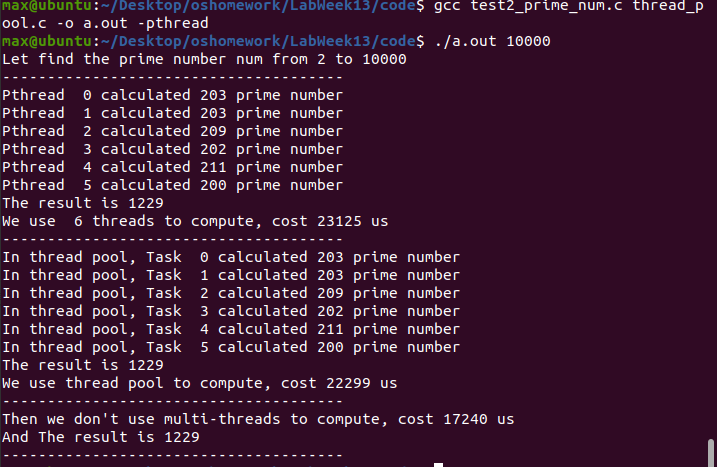 max@ubuntu:~/Desktop/oshomework/LabWeek13/code$ gcc test2_prime_num.c thread_p
ool.c -o a.out -pthread
max@ubuntu:~/Desktop/oshomework/LabWeek13/code$ ./a.out 10000
Let find the prime number num from 2 to 10000
--------------------------------------
Pthread  0 calculated 203 prime number
Pthread  1 calculated 203 prime number
Pthread  2 calculated 209 prime number
Pthread  3 calculated 202 prime number
Pthread  4 calculated 211 prime number
Pthread  5 calculated 200 prime number
The result is 1229
We use  6 threads to compute, cost 23125 us
--------------------------------------
In thread pool, Task  0 calculated 203 prime number
In thread pool, Task  1 calculated 203 prime number
In thread pool, Task  2 calculated 209 prime number
In thread pool, Task  3 calculated 202 prime number
In thread pool, Task  4 calculated 211 prime number
In thread pool, Task  5 calculated 200 prime number
The result is 1229
We use thread pool to compute, cost 22299 us
--------------------------------------
Then we don't use multi-threads to compute, cost 17240 us
And The result is 1229
--------------------------------------